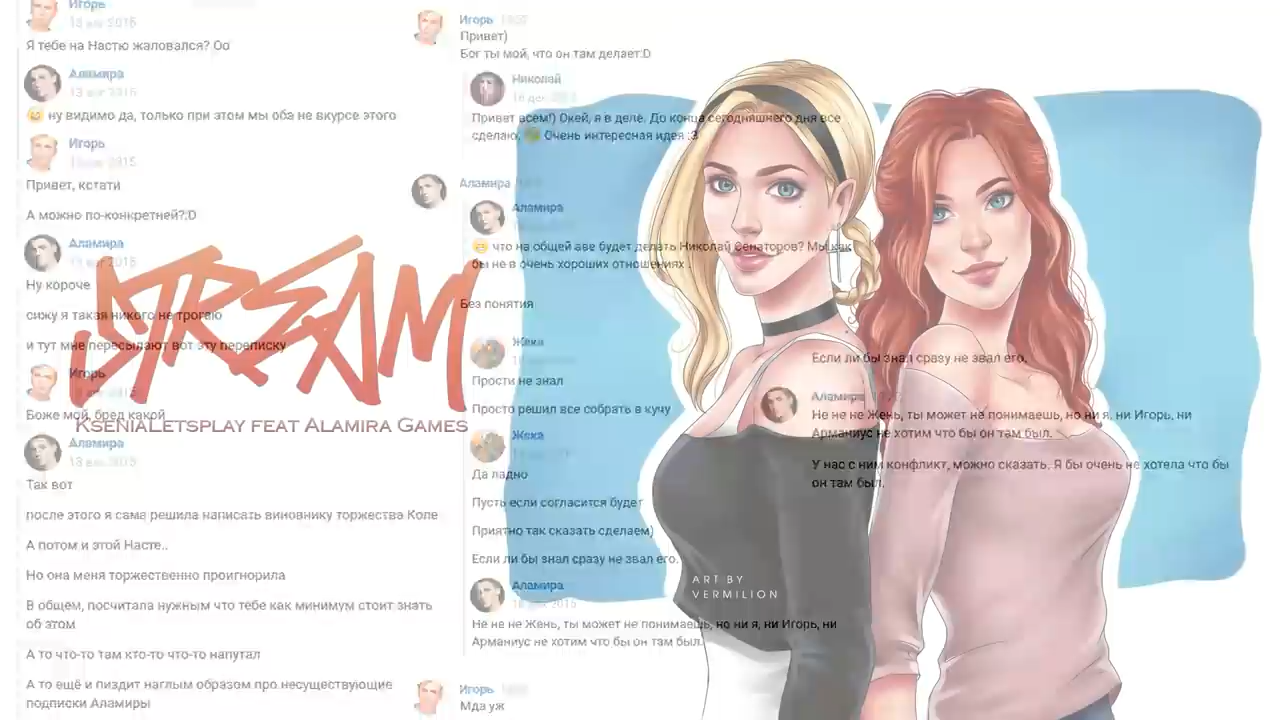 Игорь
13 авг 2015
Я тебе на Настю жаловался? Оо
Аламира
13 авг 2015
ну видимо да, только при этом мы оба не вкурсе этого
Игорь
Привет, кстати
А можно по-конкретней?:D
Аламира
13 авг 2015
Ну короче
сижу я такая никого не трогаю
и тут мне пересылают вот эту переписку
Игорь
Боже мой, бред какой
Аламира
13 авг 2015
Так вот
после этого я сама решила написать виновнику торжества Коле
А потом и этой Насте..
Но она меня торжественно проигнорила
В общем, посчитала нужным что тебе как минимум стоит знать
об этом
А то что-то там кто-то что-то напутал
А то ещё и пиздит наглым образом про несуществующие
подписки Аламиры
STREAM
KseniaLetsplay feat Alamira Games
Игорь
Привет)
Бог ты мой, что он там делает:D
Николай
Привет всем!) Окей, я в деле. До конца сегодняшнего дня все
сделаю. Очень интересная идея :3
Аламира
Аламира
что на общей аве будет делать Николай Сенаторов? Мы как
бы не в очень хороших отношениях .
Без понятия
Жека
Прости не знал
Просто решил все собрать в кучу
Жека
Да ладно
Пусть если согласится будет
Приятно так сказать сделаем)
Если ли бы знал сразу не звал его.
Аламира
Не не не Жень, ты может не понимаешь, но ни я, ни Игорь, ни
Арманиус не хотим что бы он там был.
Игорь
Мда уж
Если ли бы знал сразу не звал его.
Аламира
Не не не Жень, ты может не понимаешь, но ни я, ни Игорь, ни
Арманиус не хотим что бы он там был.
У нас с ним конфликт, можно сказать. Я бы очень не хотела что бы
он там был.
ART BY
VERMILION